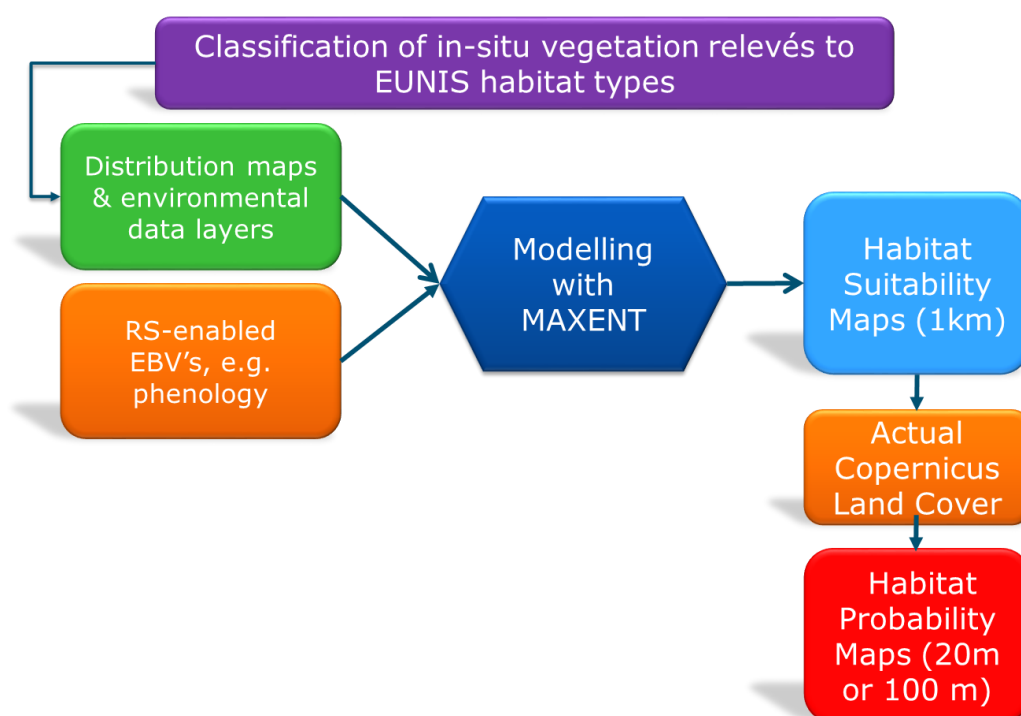 Classification of in-situ vegetation relevés to
EUNIS habitat types
Distribution maps
& environmental
data layers
RS-enabled
EBV's, e.g.
phenology
Modelling
with
MAXENT
Habitat
Suitability
Maps (1km)
Actual
Copernicus
Land Cover
Habitat
Probability
Maps (20m
or 100 m)